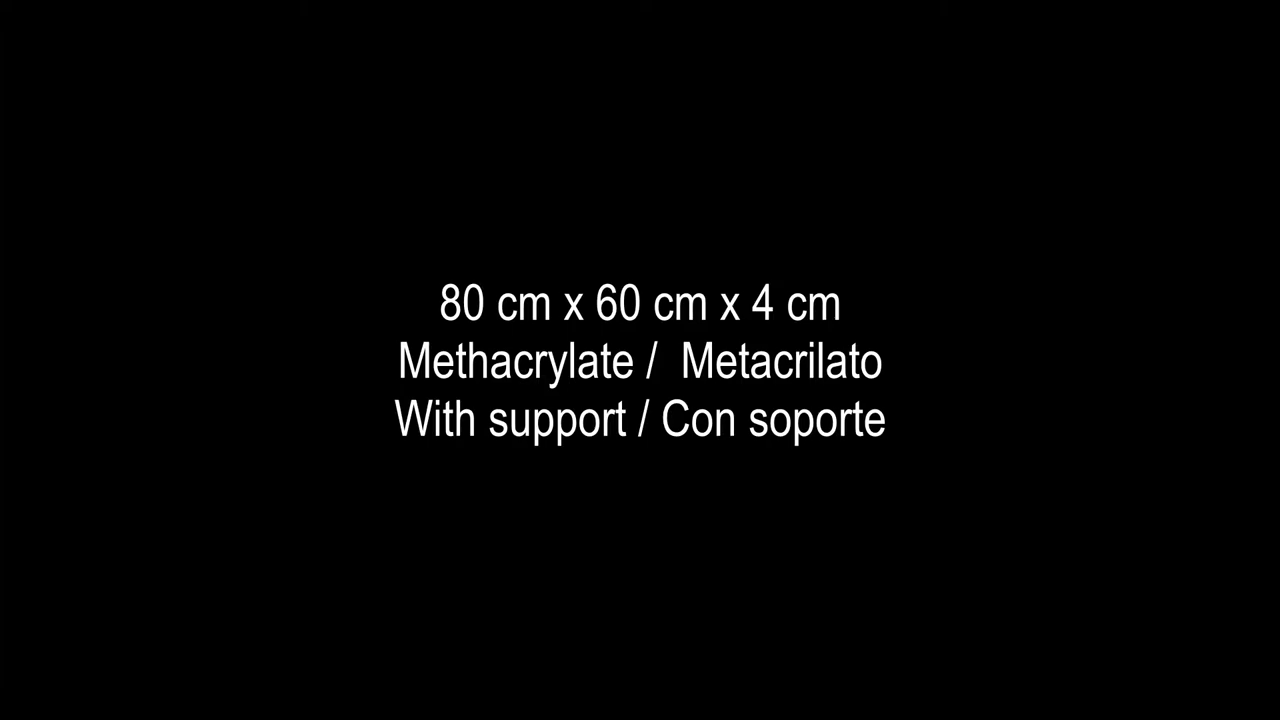 80 cm x 60 cm x 4 cm
Methacrylate /  Metacrilato
With support / Con soporte